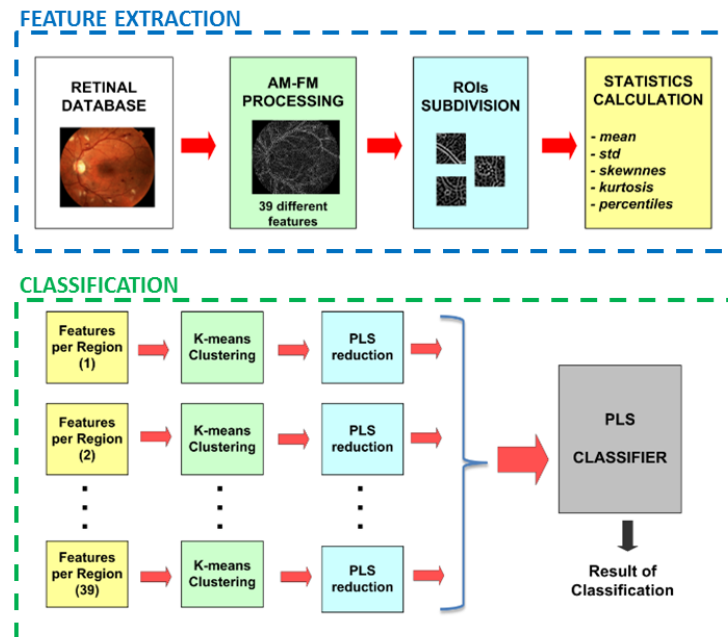 FEATURE EXTRACTION
RETINAL
DATABASE
AM-FM
PROCESSING
39 different
features
ROIs
SUBDIVISION
STATISTICS
CALCULATION
- mean
- std
- skewnnes
- kurtosis
- percentiles
CLASSIFICATION
Features
per Region
(1)
K-means
Clustering
PLS
reduction
Features
per Region
(2)
K-means
Clustering
PLS
reduction
Features
per Region
(39)
K-means
Clustering
PLS
reduction
PLS
CLASSIFIER
Result of
Classification